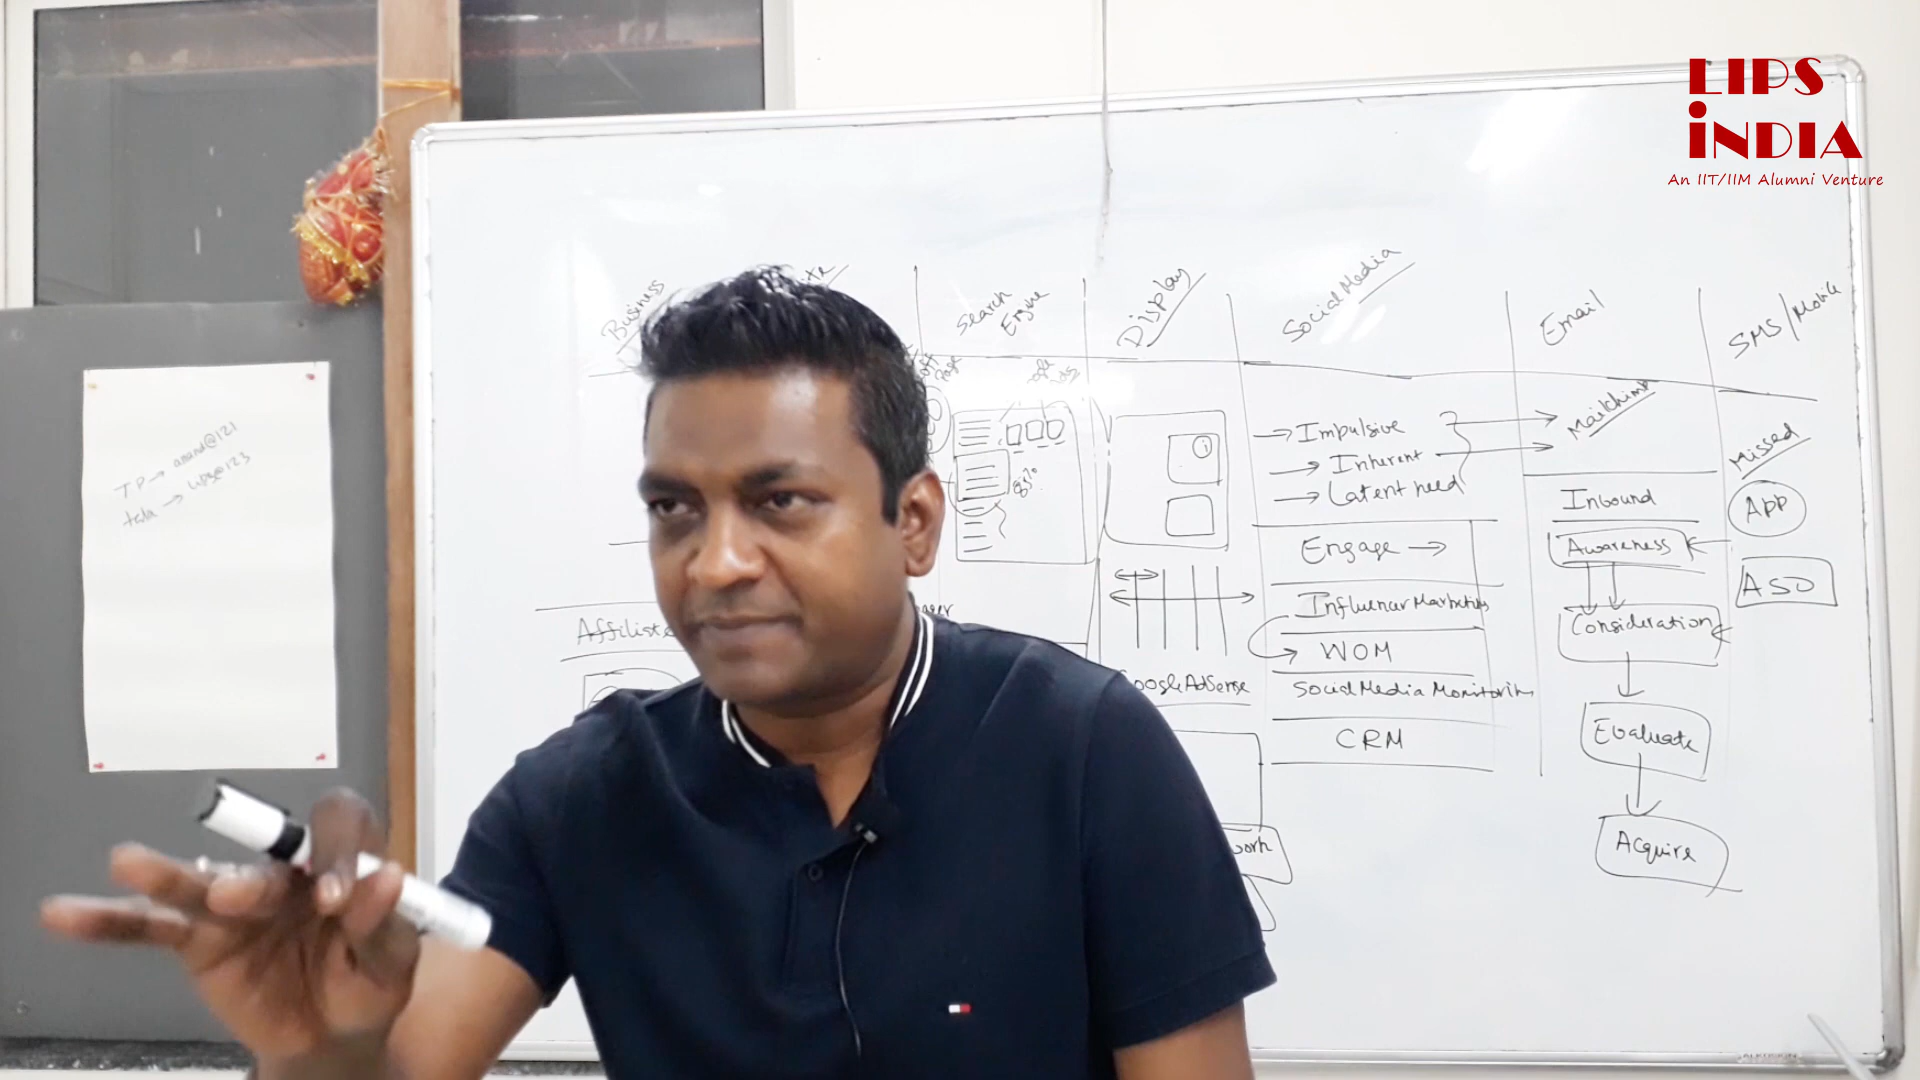 LIPS
INDIA
An IIT/IIM Alumni Venture
Business
Search
Engine
Display
Social Media
Email
SMS/Mobile
Impulsive
Inherent
Latent need
Engage
Influencer Marketing
WOM
Social Media Monitorin
CRM
Mailchimp
Inbound
Awareness
Consideration
Evaluate
Acquire
Missed
App
ASO
Affiliate
Google AdSense
work